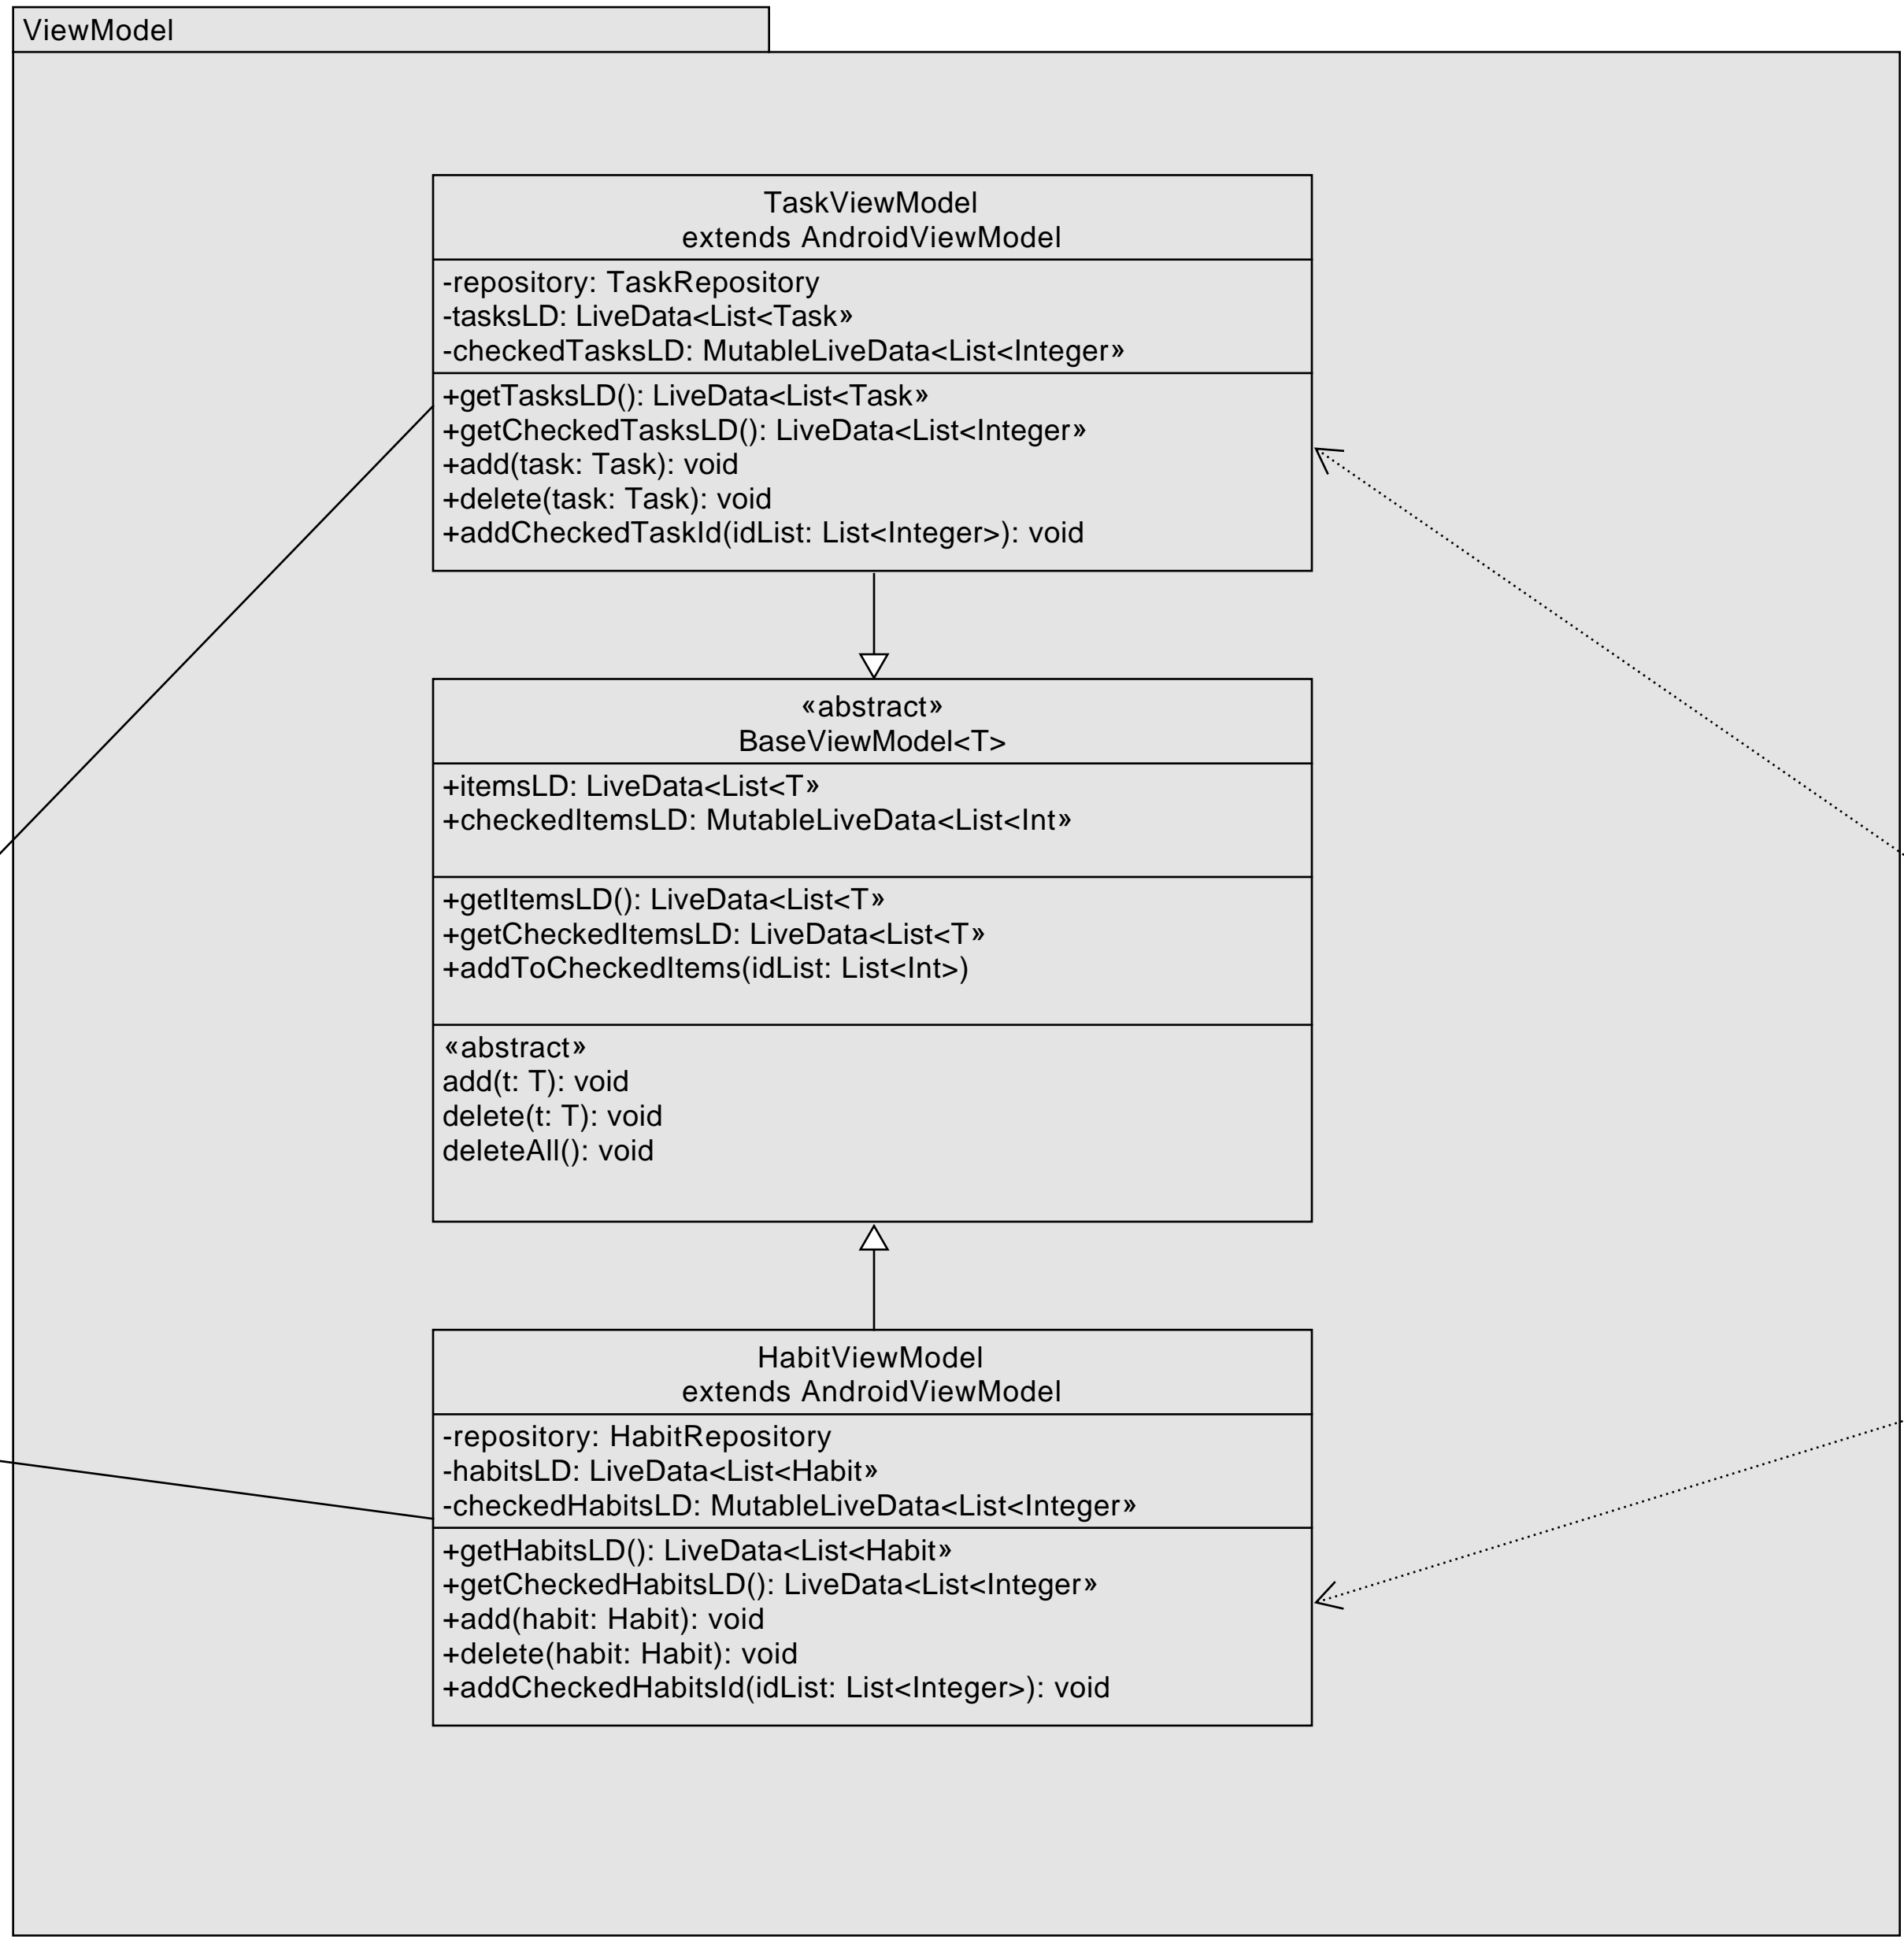 ViewModel
TaskViewModel
extends AndroidViewModel
-repository: TaskRepository
-tasksLD: LiveData<List<Task»
-checkedTasksLD: MutableLiveData<List<Integer»
+getTasksLD(): LiveData<List<Task»
+getCheckedTasksLD(): LiveData<List<Integer»
+add(task: Task): void
+delete(task: Task): void
+addCheckedTaskId(idList: List<Integer>): void
«abstract»
BaseViewModel<T>
+itemsLD: LiveData<List<T»
+checkedItemsLD: MutableLiveData<List<Int»
+getItemsLD(): LiveData<List<T»
+getCheckedItemsLD: LiveData<List<T»
+addToCheckedItems(idList: List<Int>)
«abstract»
add(t: T): void
delete(t: T): void
deleteAll(): void
HabitViewModel
extends AndroidViewModel
-repository: HabitRepository
-habitsLD: LiveData<List<Habit»
-checkedHabitsLD: MutableLiveData<List<Integer»
+getHabitsLD(): LiveData<List<Habit»
+getCheckedHabitsLD(): LiveData<List<Integer»
+add(habit: Habit): void
+delete(habit: Habit): void
+addCheckedHabitsId(idList: List<Integer>): void